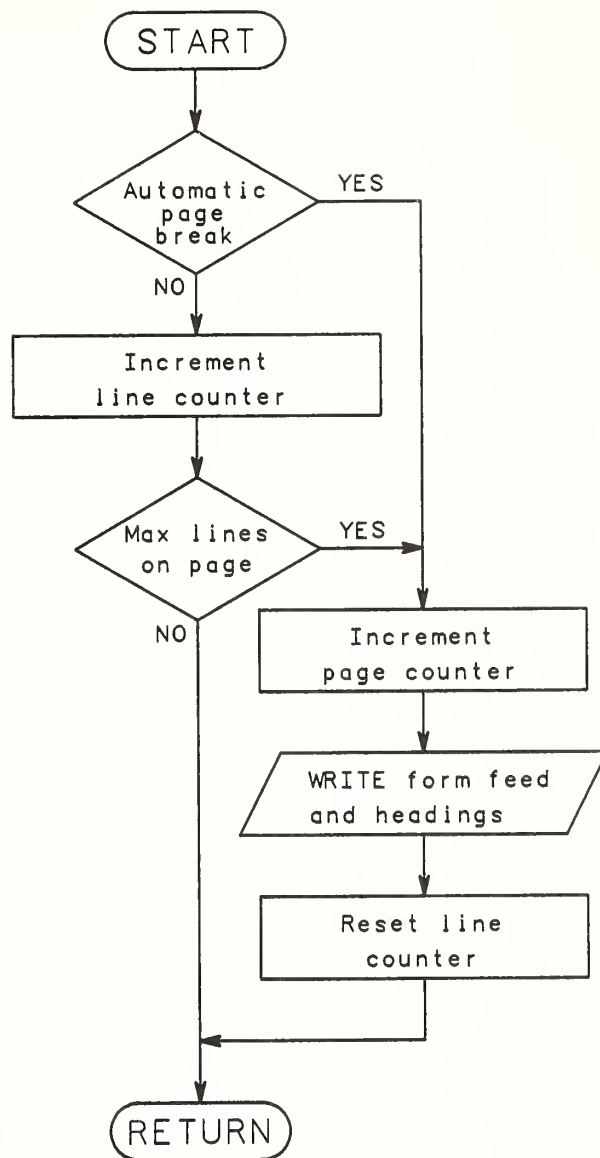 START
Automatic
page
break
YES
NO
Increment
line counter
Max lines
on page
YES
NO
Increment
page counter
WRITE form feed
and headings
Reset line
counter
RETURN